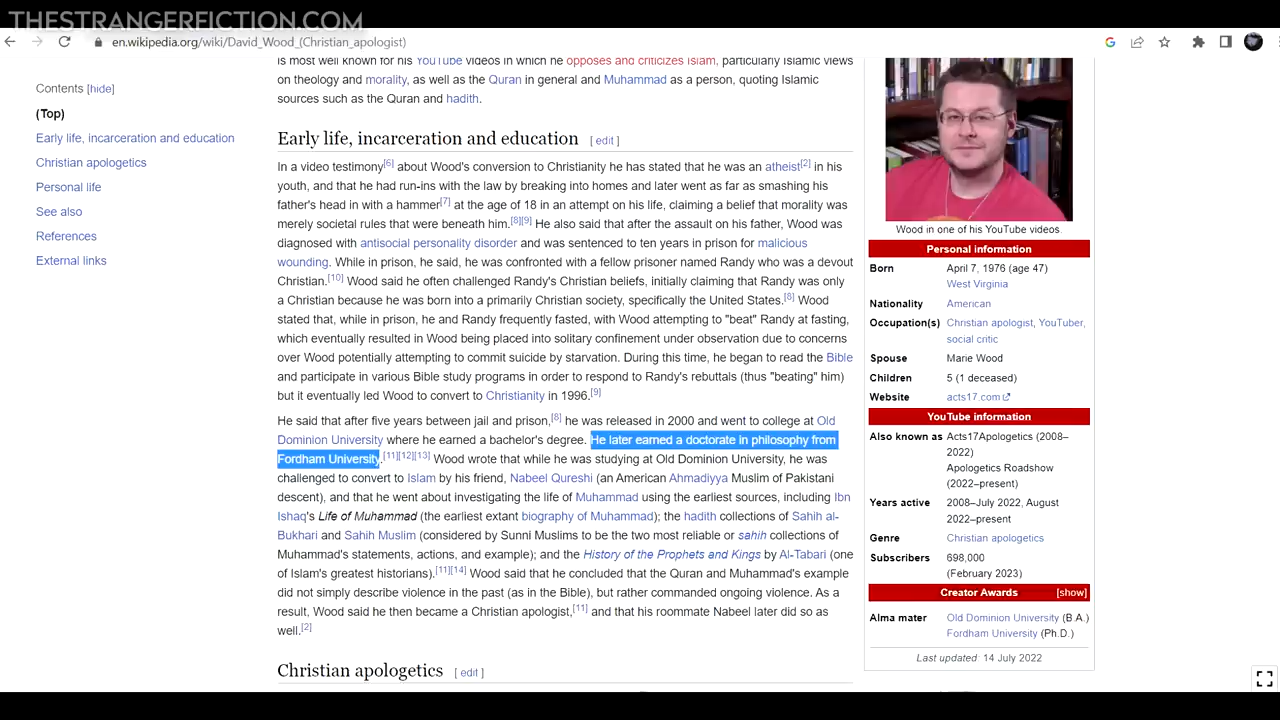 THESTRANGERFICTION.COM
en.wikipedia.org/wiki/David_Wood_(Christian_apologist)
Contents [hide]
(Top)
Early life, incarceration and education
Christian apologetics
Personal life
See also
References
External links
is most well known for his YouTube videos in which he opposes and criticizes Islam, particularly Islamic views
on theology and morality, as well as the Quran in general and Muhammad as a person, quoting Islamic
sources such as the Quran and hadith.
Early life, incarceration and education [ edit ]
In a video testimony[6] about Wood's conversion to Christianity he has stated that he was an atheist[2] in his
youth, and that he had run-ins with the law by breaking into homes and later went as far as smashing his
father's head in with a hammer[7] at the age of 18 in an attempt on his life, claiming a belief that morality was
merely societal rules that were beneath him.[8][9] He also said that after the assault on his father, Wood was
diagnosed with antisocial personality disorder and was sentenced to ten years in prison for malicious
wounding. While in prison, he said, he was confronted with a fellow prisoner named Randy who was a devout
Christian.[10] Wood said he often challenged Randy's Christian beliefs, initially claiming that Randy was only
a Christian because he was born into a primarily Christian society, specifically the United States.[8] Wood
stated that, while in prison, he and Randy frequently fasted, with Wood attempting to "beat" Randy at fasting,
which eventually resulted in Wood being placed into solitary confinement under observation due to concerns
over Wood potentially attempting to commit suicide by starvation. During this time, he began to read the Bible
and participate in various Bible study programs in order to respond to Randy's rebuttals (thus "beating" him)
but it eventually led Wood to convert to Christianity in 1996.[9]
He said that after five years between jail and prison,[8] he was released in 2000 and went to college at Old
Dominion University where he earned a bachelor's degree. He later earned a doctorate in philosophy from
Fordham University.[11][12][13] Wood wrote that while he was studying at Old Dominion University, he was
challenged to convert to Islam by his friend, Nabeel Qureshi (an American Ahmadiyya Muslim of Pakistani
descent), and that he went about investigating the life of Muhammad using the earliest sources, including Ibn
Ishaq's Life of Muhammad (the earliest extant biography of Muhammad); the hadith collections of Sahih al-
Bukhari and Sahih Muslim (considered by Sunni Muslims to be the two most reliable or sahih collections of
Muhammad's statements, actions, and example); and the History of the Prophets and Kings by Al-Tabari (one
of Islam's greatest historians).[11][14] Wood said that he concluded that the Quran and Muhammad's example
did not simply describe violence in the past (as in the Bible), but rather commanded ongoing violence. As a
result, Wood said he then became a Christian apologist,[11] and that his roommate Nabeel later did so as
well.[2]
Christian apologetics [ edit ]
Wood in one of his YouTube videos.
Personal information
Born April 7, 1976 (age 47)
West Virginia
Nationality American
Occupation(s) Christian apologist, YouTuber,
social critic
Spouse Marie Wood
Children 5 (1 deceased)
Website acts17.com
YouTube information
Also known as Acts17Apologetics (2008–
2022)
Apologetics Roadshow
(2022–present)
Years active 2008–July 2022, August
2022–present
Genre Christian apologetics
Subscribers 698,000
(February 2023)
Creator Awards [show]
Alma mater Old Dominion University (B.A.)
Fordham University (Ph.D.)
Last updated: 14 July 2022